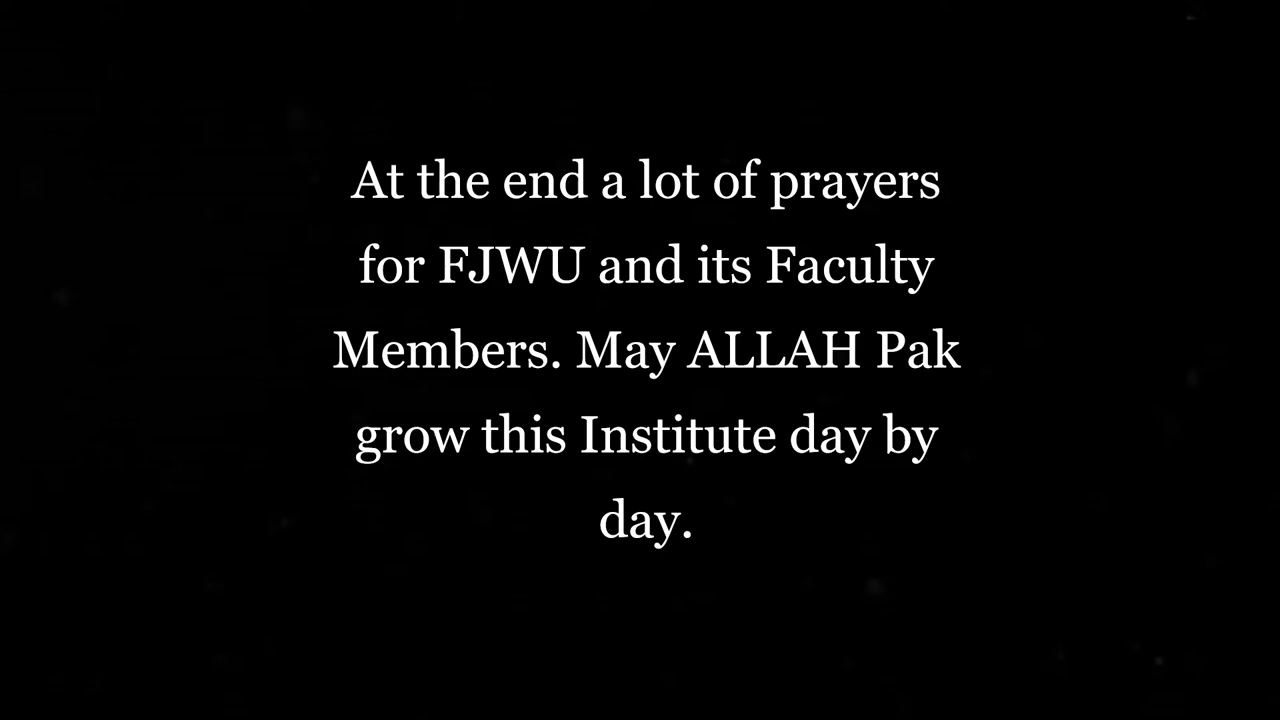 At the end a lot of prayers
for FJWU and its Faculty
Members. May ALLAH Pak
grow this Institute day by
day.